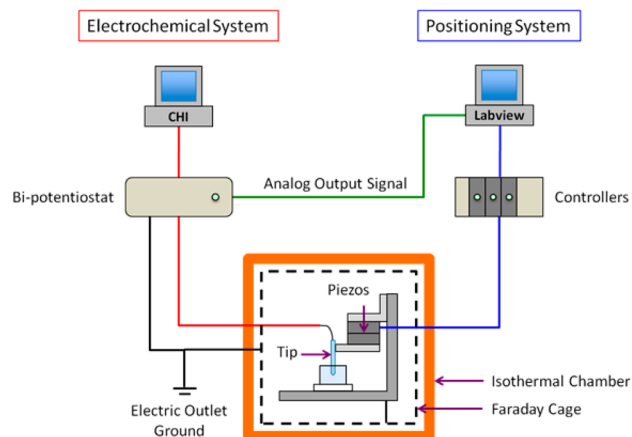 Electrochemical System
Positioning System
CHI
Labview
Analog Output Signal
Bi-potentiostat
Controllers
Piezos
Tip
Isothermal Chamber
Faraday Cage
Electric Outlet
Ground